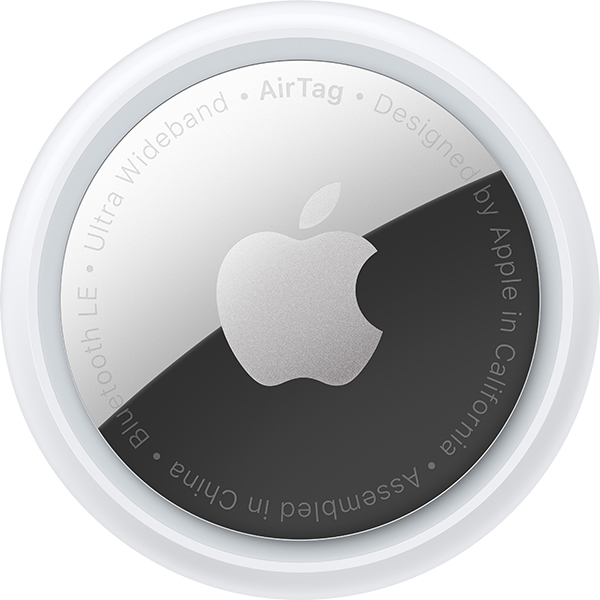 AirTag • Designed by Apple in California • Assembled in China • Bluetooth LE • Ultra Wideband •